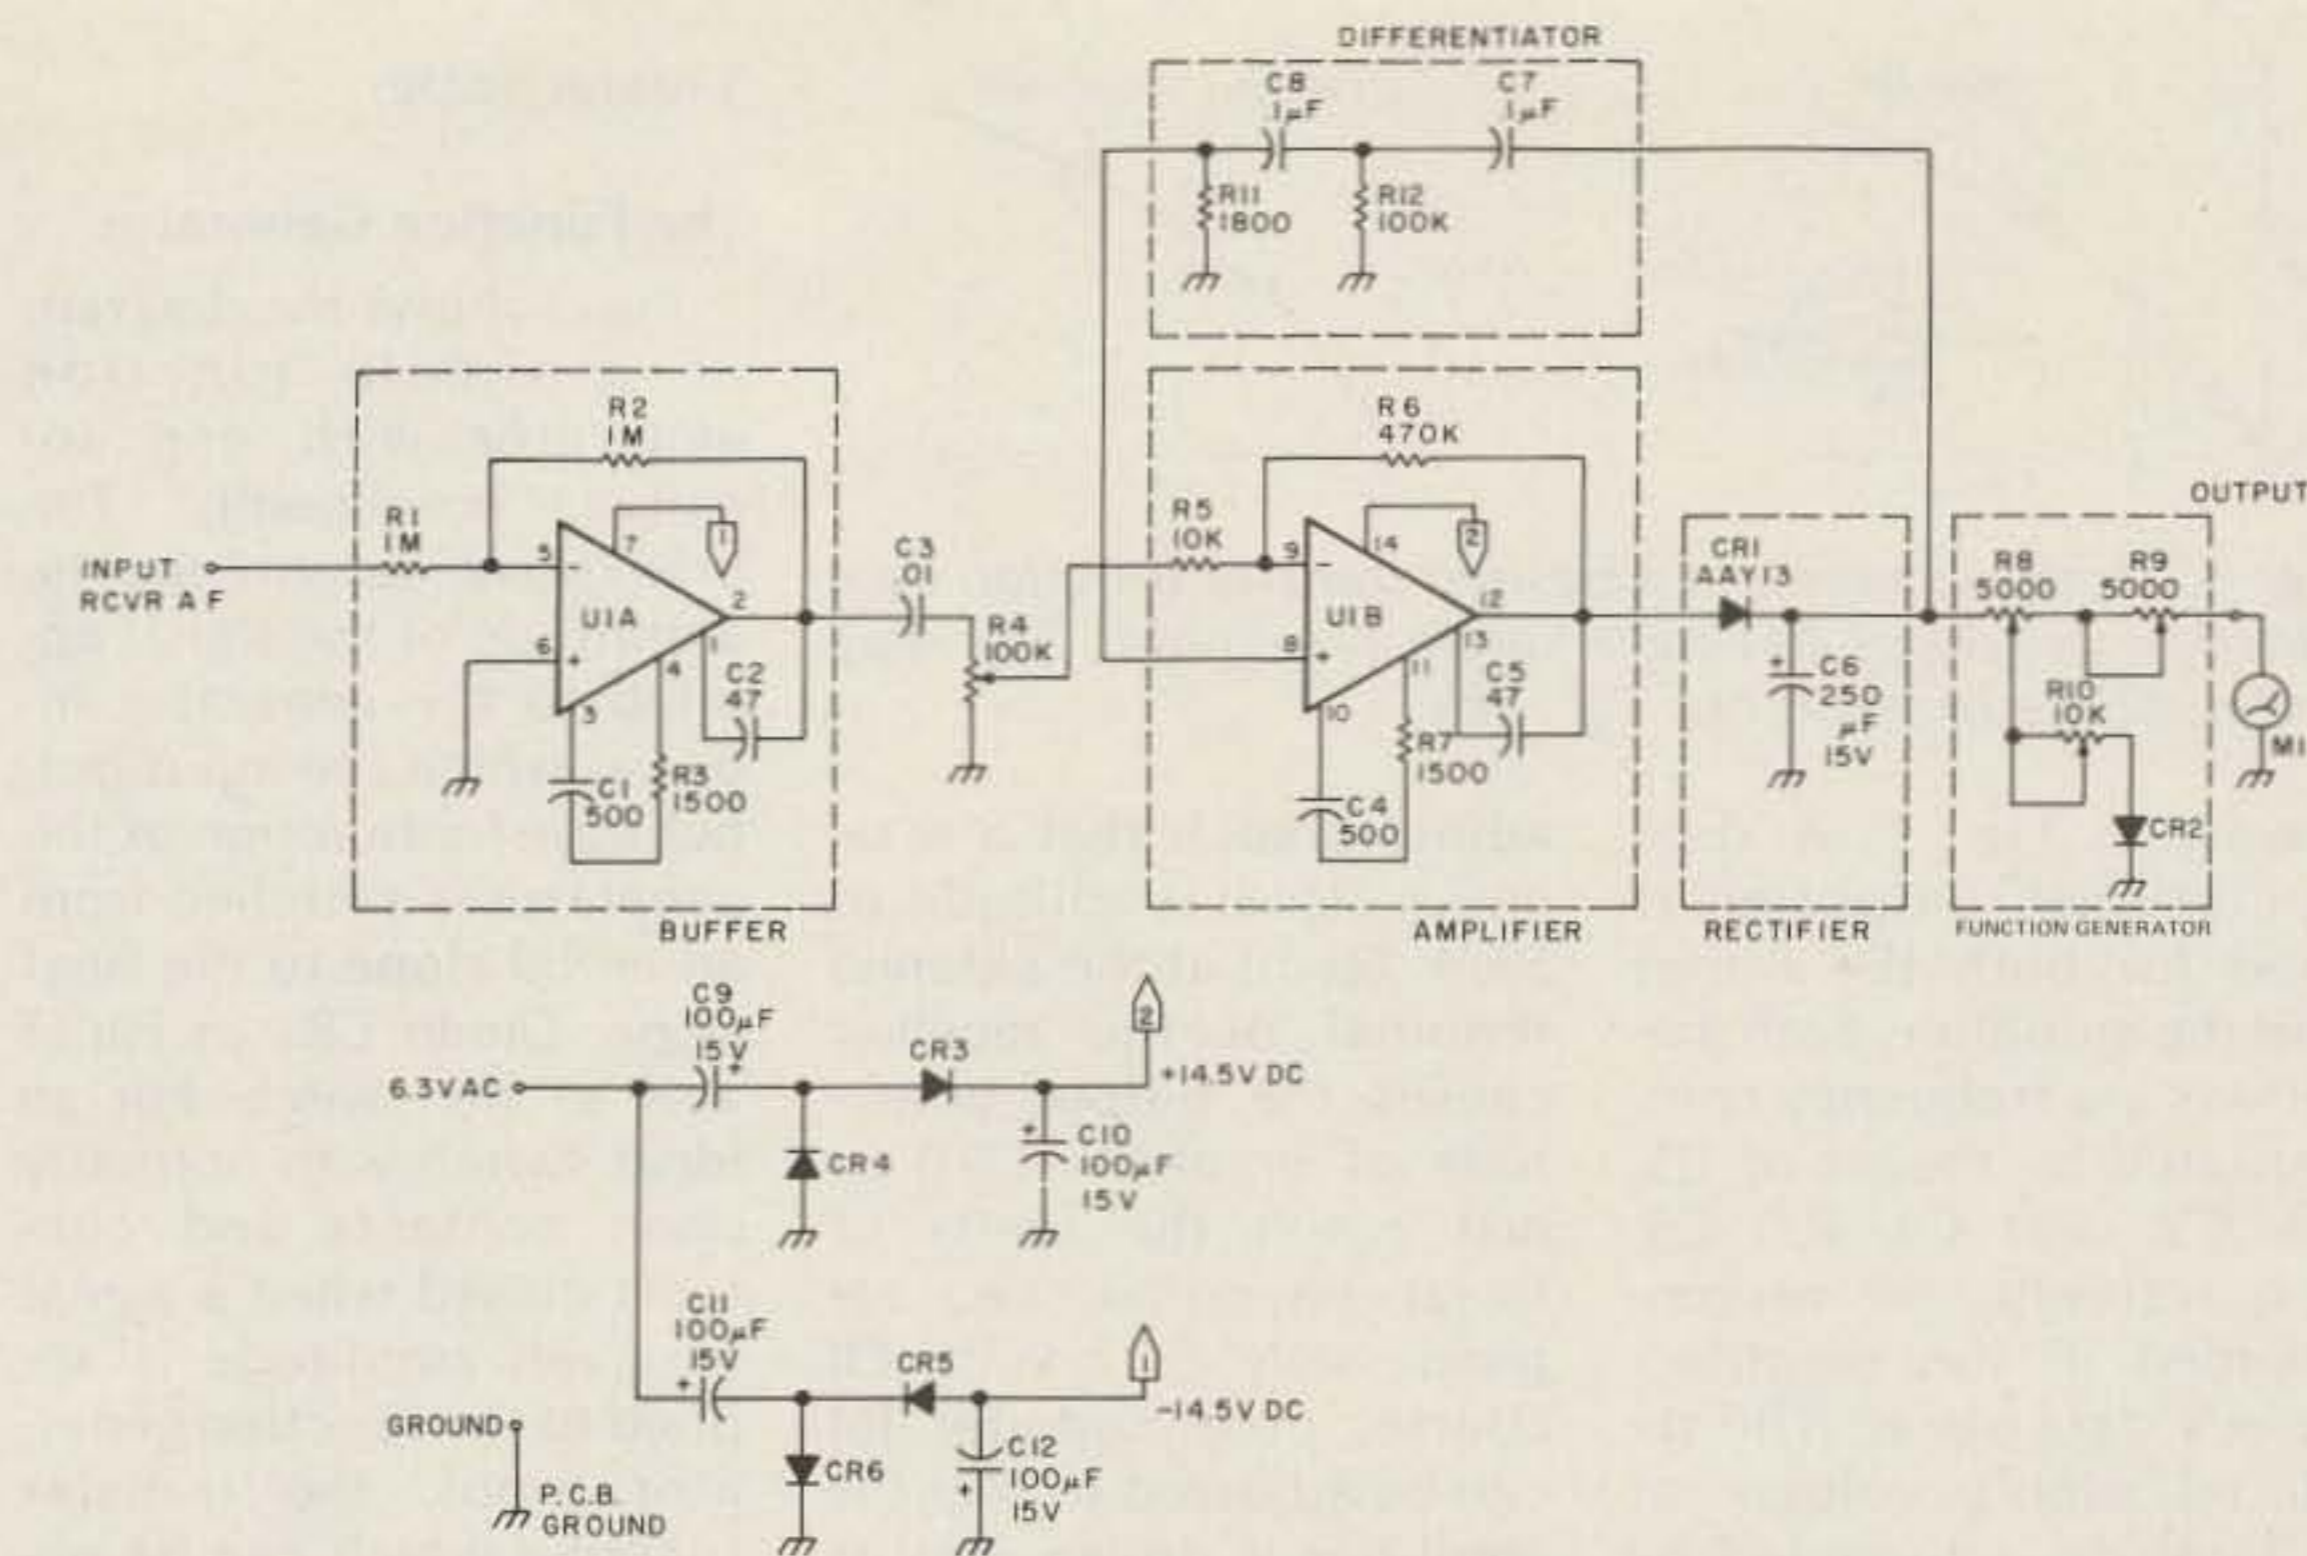 DIFFERENTIATOR
C8
1µF
C7
1µF
R11
1800
R12
100K
R2
1M
R6
470K
OUTPUT
R1
1M
5
-
7
1
C3
.01
R5
10K
9
-
14
2
CR1
AAY13
R8
5000
R9
5000
INPUT
RCVR AF
U1A
2
6
+
1
4
3
R4
100K
U1B
12
8
+
13
11
10
C2
47
C5
47
+
C6
250
µF
15V
R10
10K
M1
C1
500
R3
1500
R7
1500
C4
500
CR2
BUFFER
AMPLIFIER
RECTIFIER
FUNCTION GENERATOR
C9
100µF
15V
+
2
6.3VAC
CR3
+14.5V DC
CR4
+
C10
100µF
15V
C11
100µF
15V
+
CR5
1
-14.5V DC
GROUND
CR6
C12
100µF
15V
+
P.C.B.
GROUND